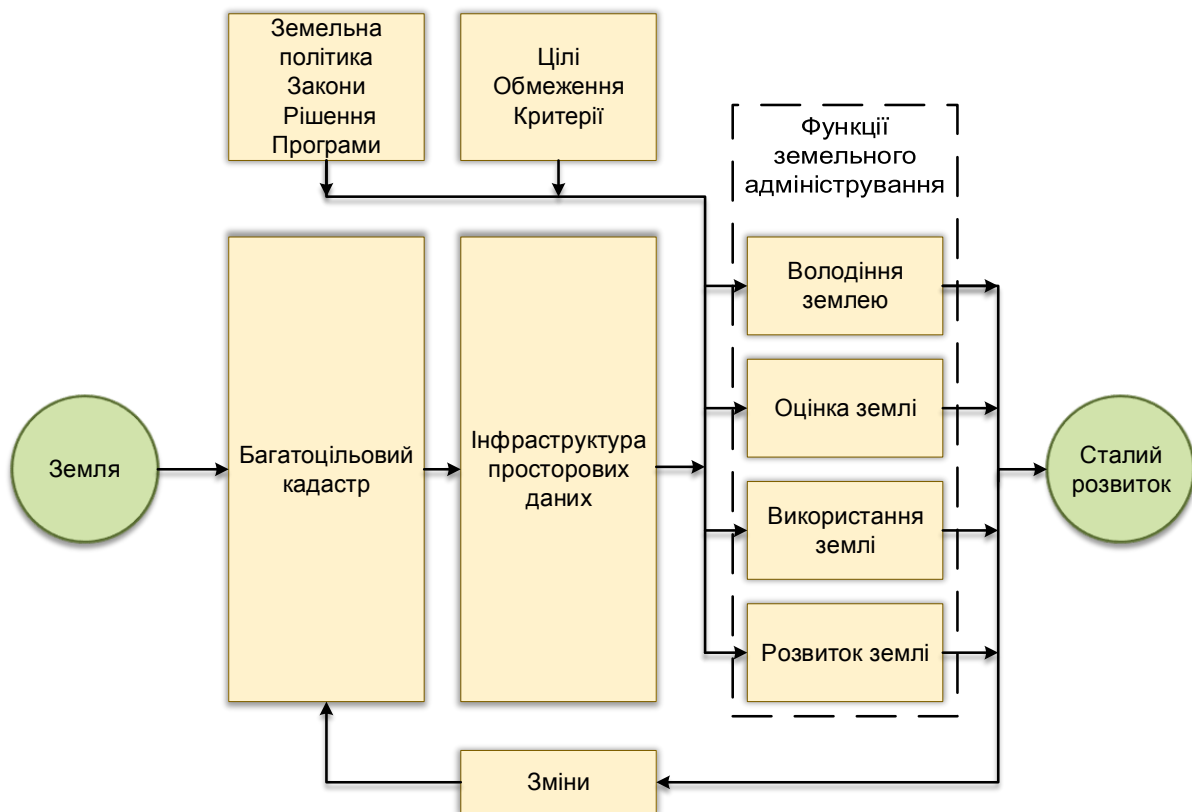 Земельна
політика
Закони
Рішення
Програми
Цілі
Обмеження
Критерії
Функції
земельного
адміністрування
Володіння
землею
Оцінка землі
Використання
землі
Розвиток землі
Земля
Багатоцільовий
кадастр
Інфраструктура
просторових
даних
Сталий
розвиток
Зміни